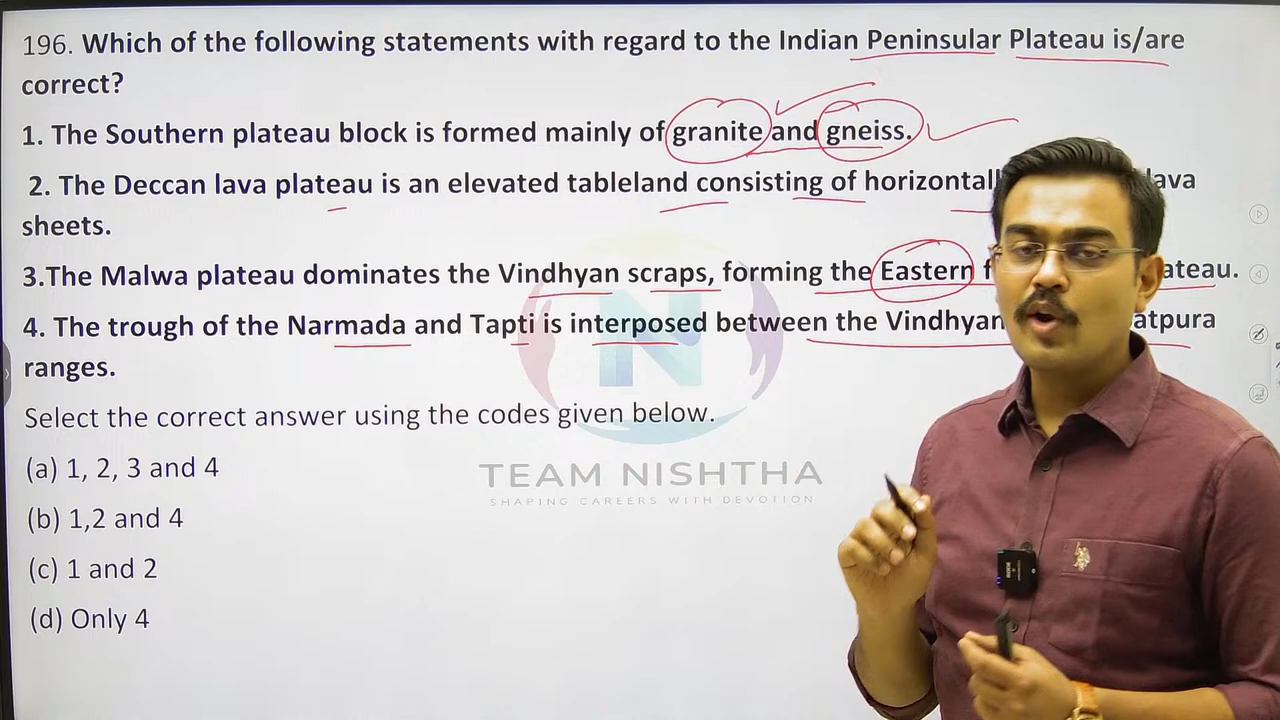 196. Which of the following statements with regard to the Indian Peninsular Plateau is/are
correct?
1. The Southern plateau block is formed mainly of granite and gneiss.
2. The Deccan lava plateau is an elevated tableland consisting of lava
sheets.
3.The Malwa plateau dominates the Vindhyan scraps, forming the Eastern
4. The trough of the Narmada and Tapti is interposed between the Vindhyan
ranges.
Select the correct answer using the codes given below.
(a) 1, 2, 3 and 4
(b) 1,2 and 4
(c) 1 and 2
(d) Only 4
TEAM NISHTHA
SHAPING CAREERS WITH DEVOTION